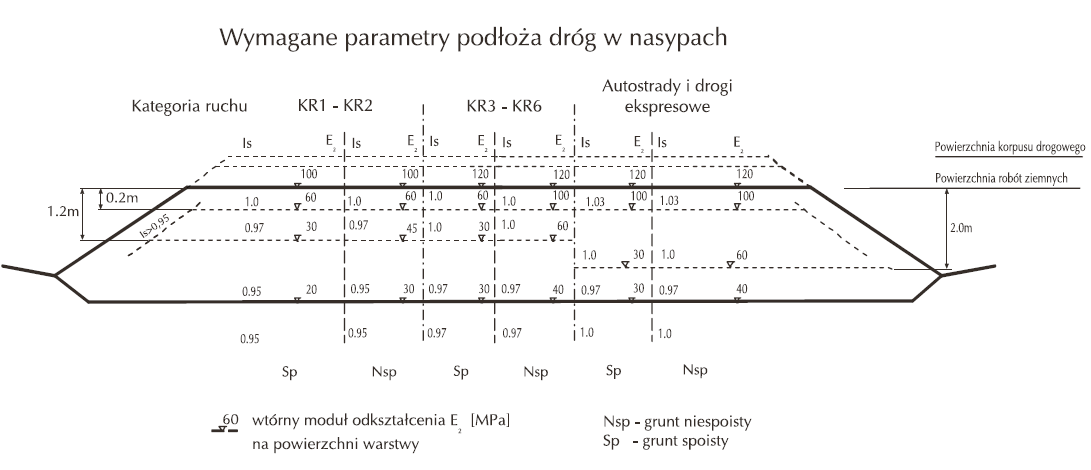 Wymagane parametry podłoża dróg w nasypach
Autostrady i drogi
Kategoria ruchu KR1 - KR2 KR3 - KR6 ekspresowe
Is E₂ Is E₂ Is E₂ Is E₂ Is E₂ Is E₂
Powierzchnia korpusu drogowego
100 100 120 120 120 120
Powierzchnia robót ziemnych
0.2m 1.0 60 1.0 60 1.0 60 1.0 100 1.03 100 1.03 100
1.2m
Is>0.95 0.97 30 0.97 45 1.0 30 1.0 60
2.0m
1.0 30 1.0 60
0.95 20 0.95 30 0.97 30 0.97 40 0.97 30 0.97 40
0.95 0.95 0.97 0.97 1.0 1.0
Sp Nsp Sp Nsp Sp Nsp
60 wtórny moduł odkształcenia E₂ [MPa]
na powierzchni warstwy
Nsp - grunt niespoisty
Sp - grunt spoisty